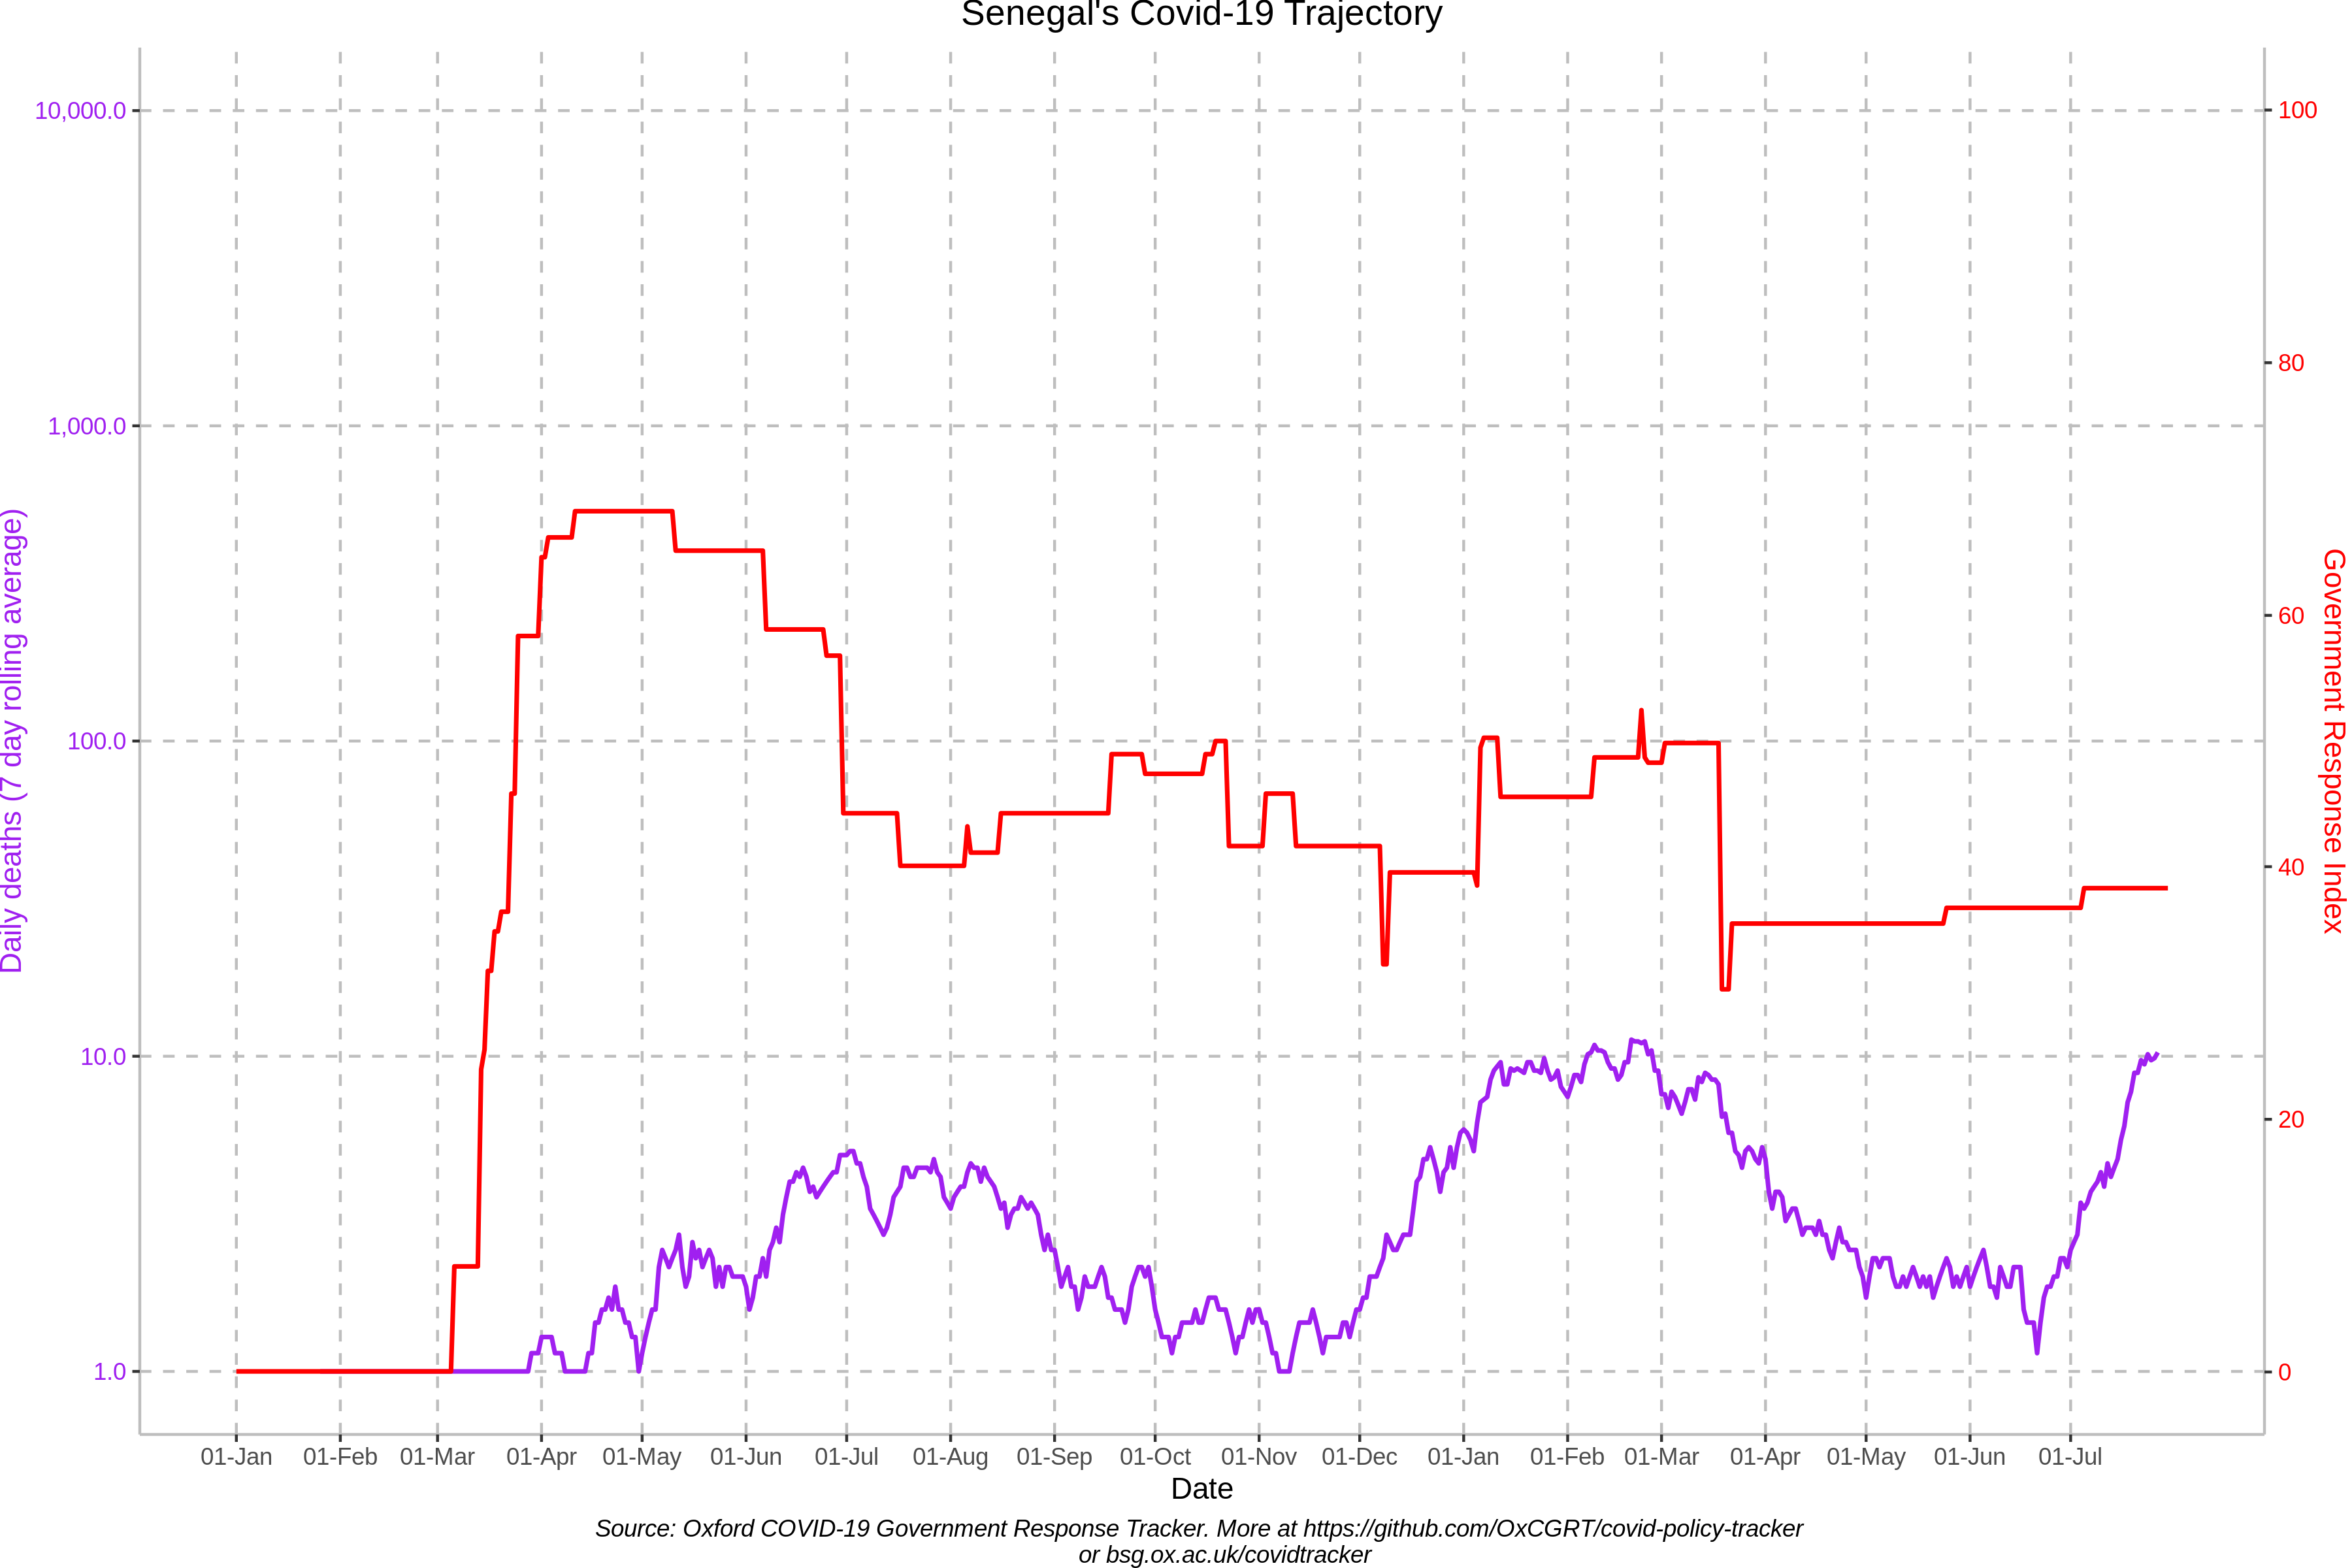 Senegal's Covid-19 Trajectory
10,000.0
1,000.0
100.0
10.0
1.0
Daily deaths (7 day rolling average)
100
80
60
40
20
0
Government Response Index
01-Jan 01-Feb 01-Mar 01-Apr 01-May 01-Jun 01-Jul 01-Aug 01-Sep 01-Oct 01-Nov 01-Dec 01-Jan 01-Feb 01-Mar 01-Apr 01-May 01-Jun 01-Jul
Date
Source: Oxford COVID-19 Government Response Tracker. More at https://github.com/OxCGRT/covid-policy-tracker
or bsg.ox.ac.uk/covidtracker